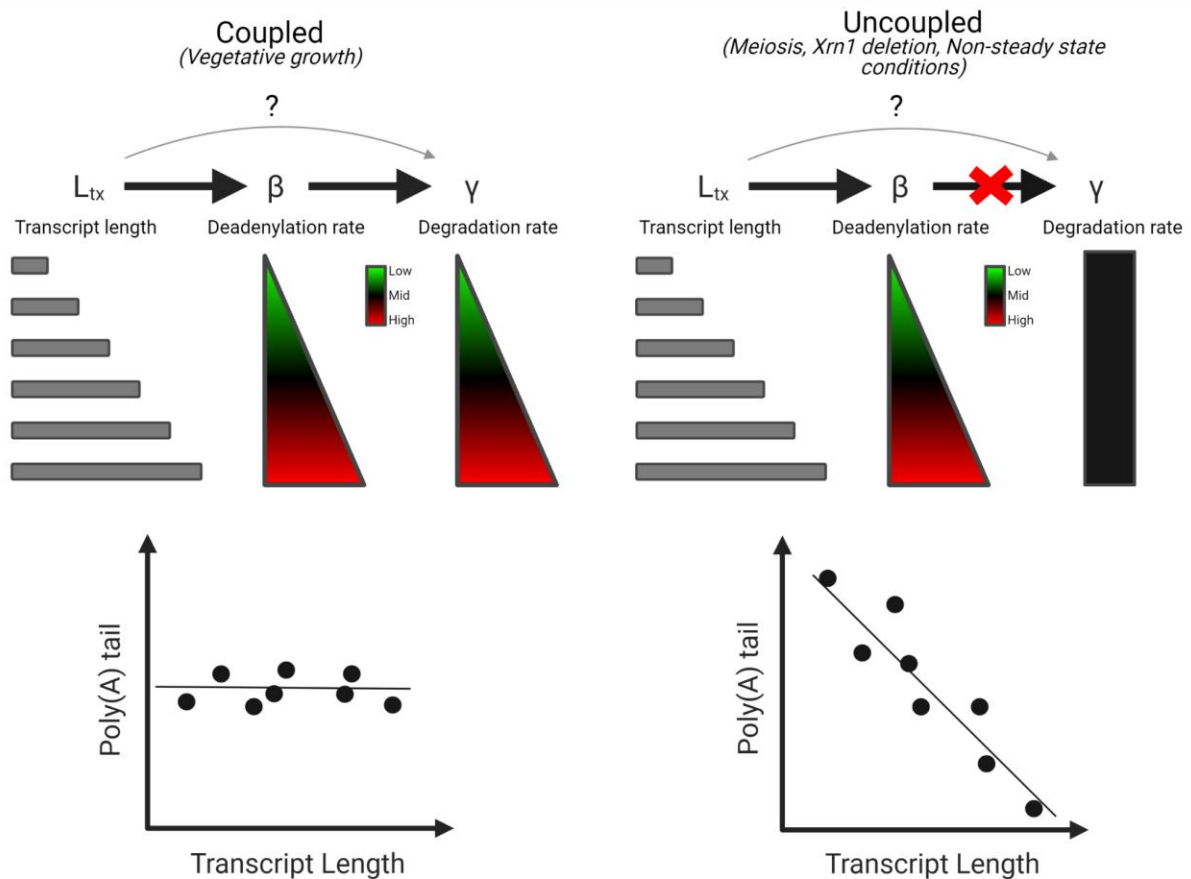 Coupled
(Vegetative growth)
?
Ltx
β
γ
Transcript length
Deadenylation rate
Degradation rate
Low
Mid
High
Poly(A) tail
Transcript Length
Uncoupled
(Meiosis, Xrn1 deletion, Non-steady state
conditions)
?
Ltx
β
γ
Transcript length
Deadenylation rate
Degradation rate
Low
Mid
High
Poly(A) tail
Transcript Length